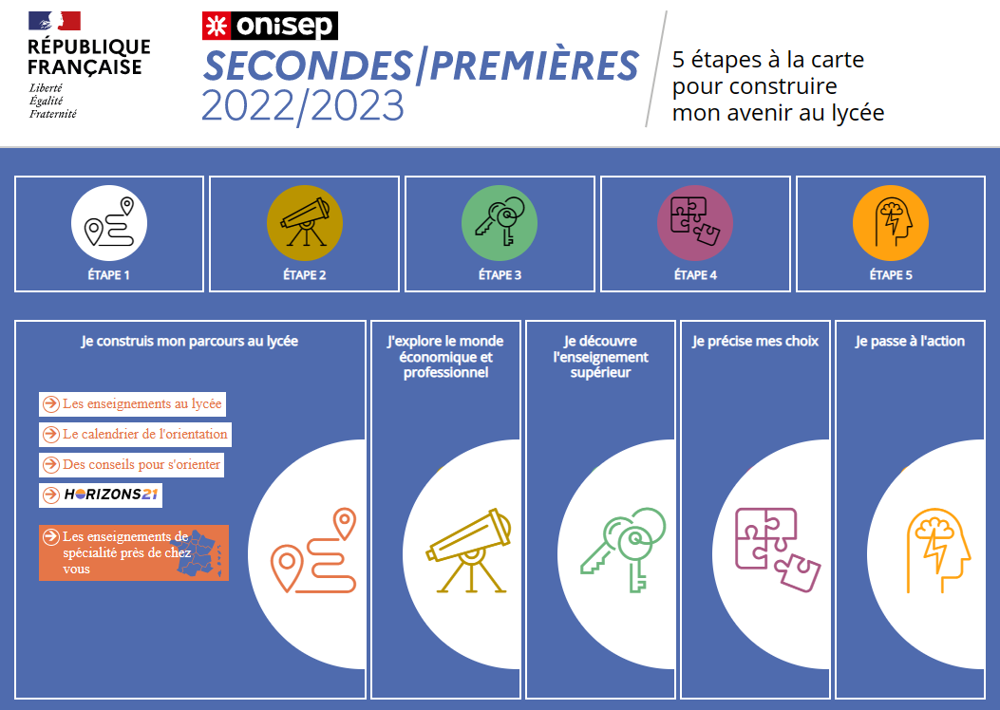 RÉPUBLIQUE
FRANÇAISE
Liberté
Égalité
Fraternité
onisep
SECONDES/PREMIÈRES
2022/2023
5 étapes à la carte
pour construire
mon avenir au lycée
ÉTAPE 1
ÉTAPE 2
ÉTAPE 3
ÉTAPE 4
ÉTAPE 5
Je construis mon parcours au lycée
Les enseignements au lycée
Le calendrier de l'orientation
Des conseils pour s'orienter
HORIZONS21
Les enseignements de
spécialité près de chez
vous
J'explore le monde
économique et
professionnel
Je découvre
l'enseignement
supérieur
Je précise mes choix
Je passe à l'action